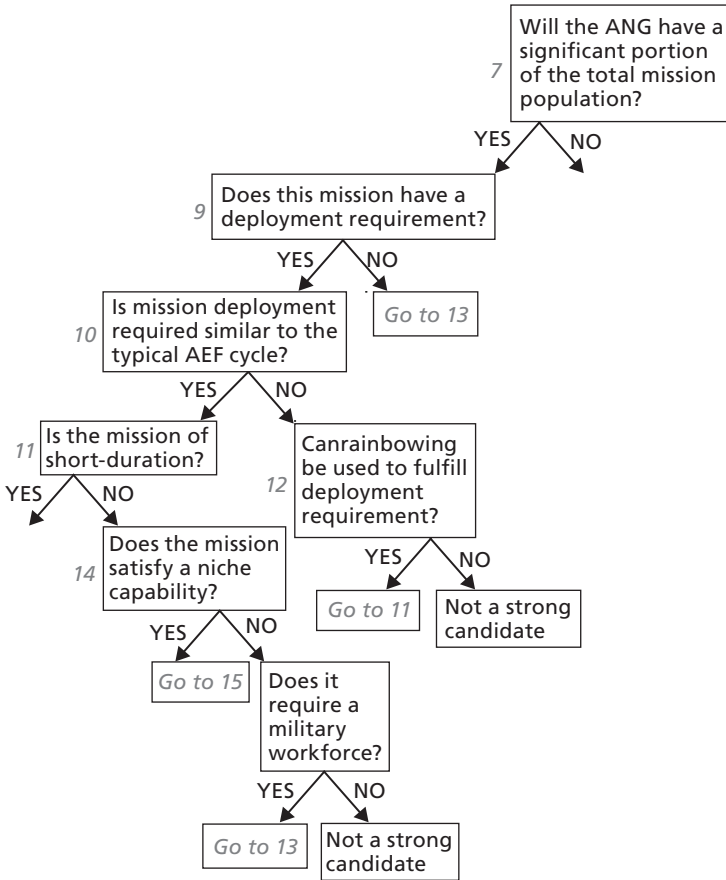 Will the ANG have a
significant portion
of the total mission
population?
7
YES
NO
Does this mission have a
deployment requirement?
9
YES
NO
Is mission deployment
required similar to the
typical AEF cycle?
10
Go to 13
YES
NO
Is the mission of
short-duration?
11
Canrainbowing
be used to fulfill
deployment
requirement?
12
YES
NO
Does the mission
satisfy a niche
capability?
14
YES
NO
Go to 11
Not a strong
candidate
YES
NO
Go to 15
Does it
require a
military
workforce?
YES
NO
Go to 13
Not a strong
candidate